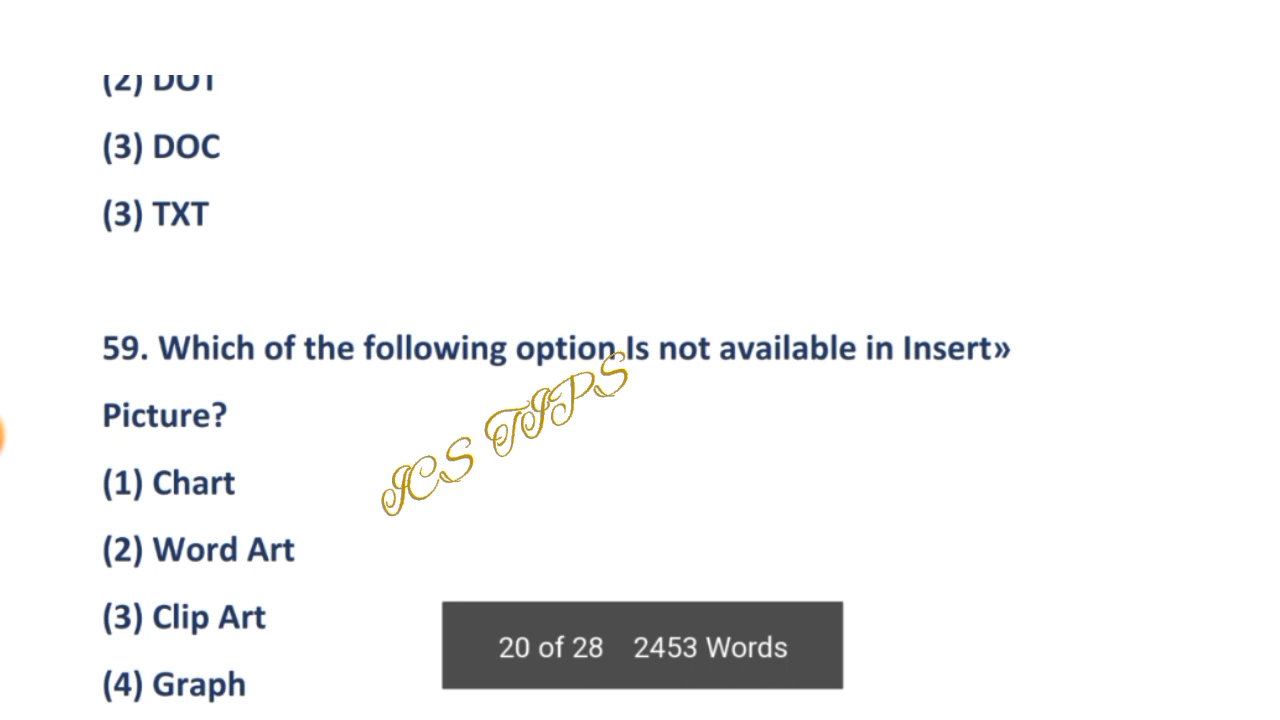 (2) DOT
(3) DOC
(3) TXT
59. Which of the following option Is not available in Insert»
Picture?
ICS TIPS
(1) Chart
(2) Word Art
(3) Clip Art
20 of 28 2453 Words
(4) Graph